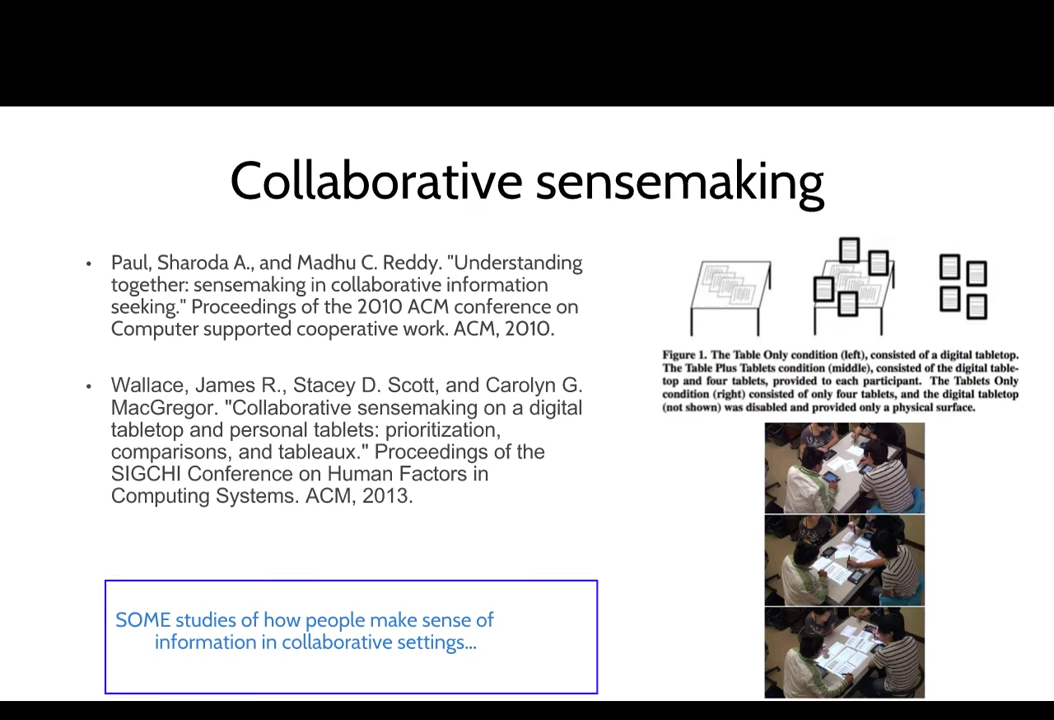 Collaborative sensemaking
• Paul, Sharoda A., and Madhu C. Reddy. "Understanding
together: sensemaking in collaborative information
seeking." Proceedings of the 2010 ACM conference on
Computer supported cooperative work. ACM, 2010.
• Wallace, James R., Stacey D. Scott, and Carolyn G.
MacGregor. "Collaborative sensemaking on a digital
tabletop and personal tablets: prioritization,
comparisons, and tableaux." Proceedings of the
SIGCHI Conference on Human Factors in
Computing Systems. ACM, 2013.
SOME studies of how people make sense of
information in collaborative settings...
Figure 1. The Table Only condition (left), consisted of a digital tabletop.
The Table Plus Tablets condition (middle), consisted of the digital table-
top and four tablets, provided to each participant. The Tablets Only
condition (right) consisted of only four tablets, and the digital tabletop
(not shown) was disabled and provided only a physical surface.